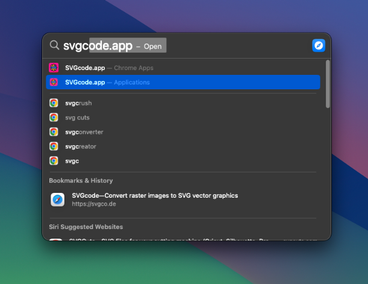 svgcode.app – Open
SVGcode.app — Chrome Apps
SVGcode.app — Applications
svgcrush
svg cuts
svgconverter
svgcreator
svgc
Bookmarks & History
SVGcode—Convert raster images to SVG vector graphics
https://svgco.de
Siri Suggested Websites